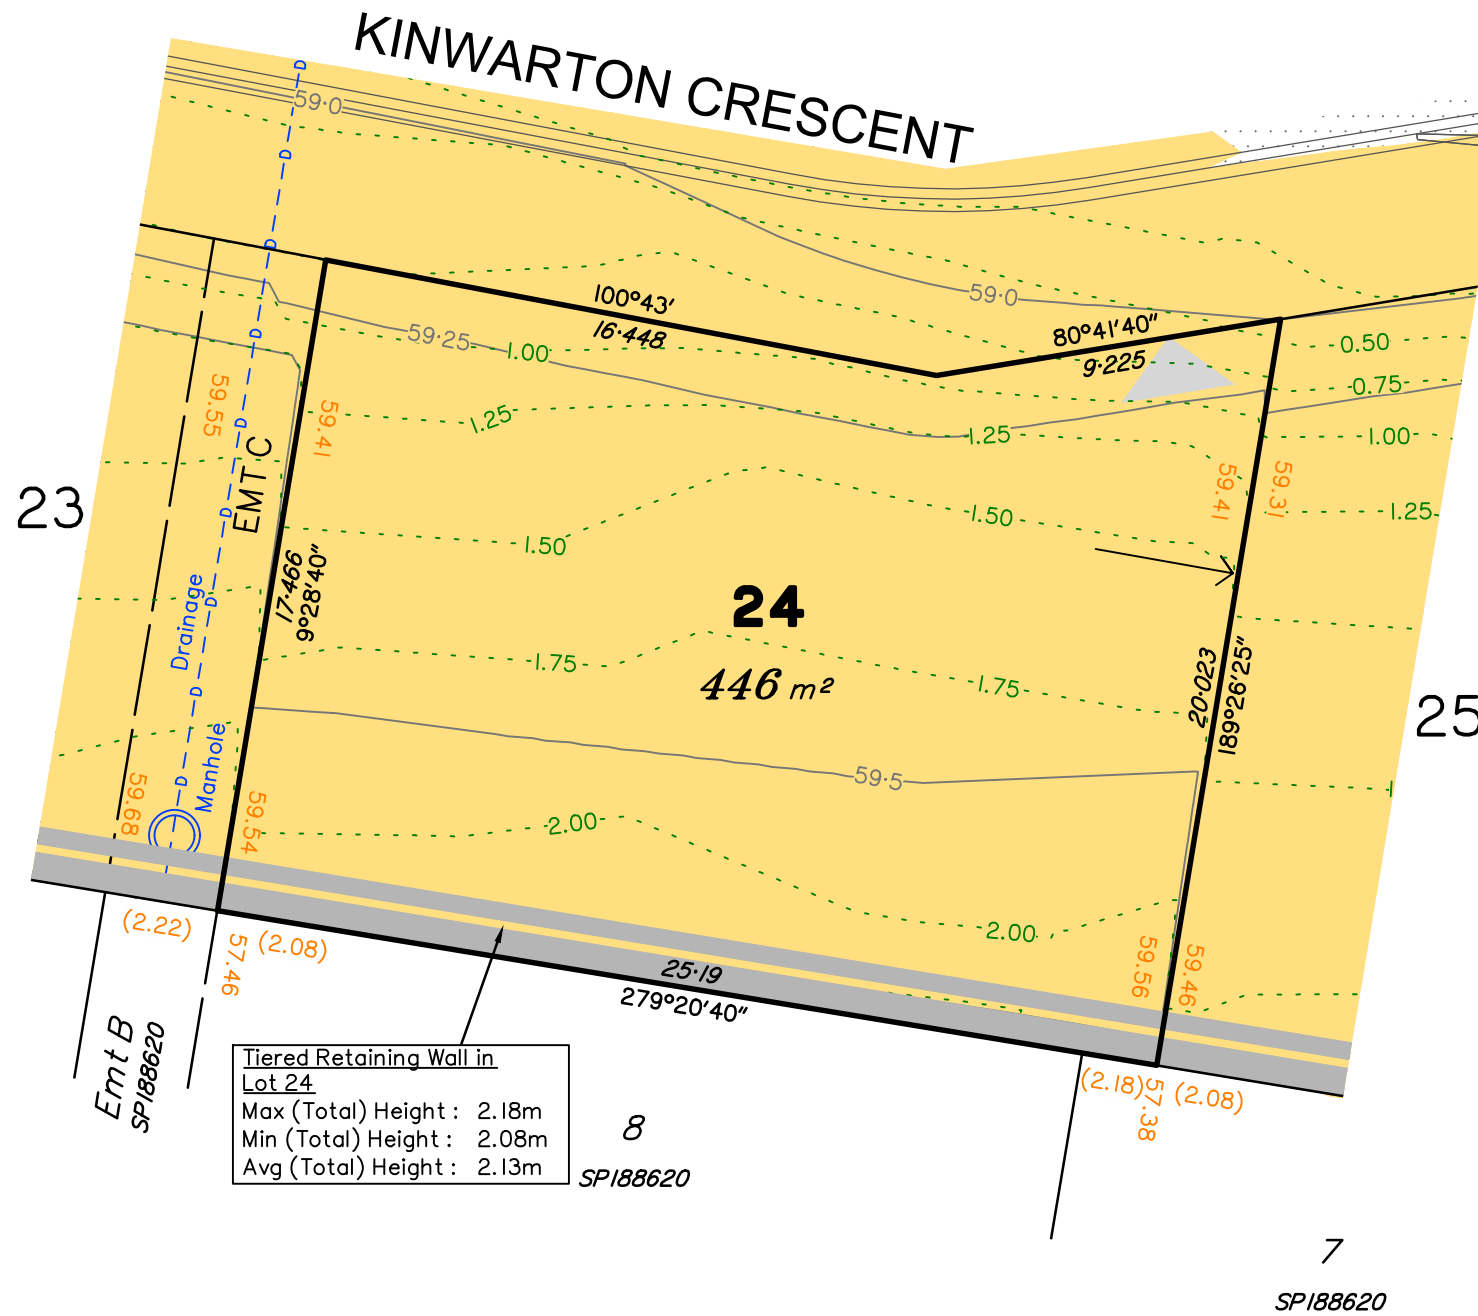 KINWARTON CRESCENT
D
59·0
D
D
100°43'
16·448
59·0
80°41'40"
9·225
59·25
1.00
0.50
0.75
1.00
1.25
D
59.55
D
59.41
1.25
1.25
1.50
59.41
59.31
EMT C
23
D
1.50
17·466
9°28'40"
24
446 m²
Drainage
D
1.75
1.75
20·023
189°26'25"
25
D
Manhole
D
59·5
59.68
59.54
2.00
2.00
59.56
59.46
(2.22)
57.46
(2.08)
25·19
279°20'40"
Emt B
SP188620
Tiered Retaining Wall in
Lot 24
Max (Total) Height : 2.18m
Min (Total) Height : 2.08m
Avg (Total) Height : 2.13m
(2.18)
57.38
(2.08)
8
SP188620
7
SP188620